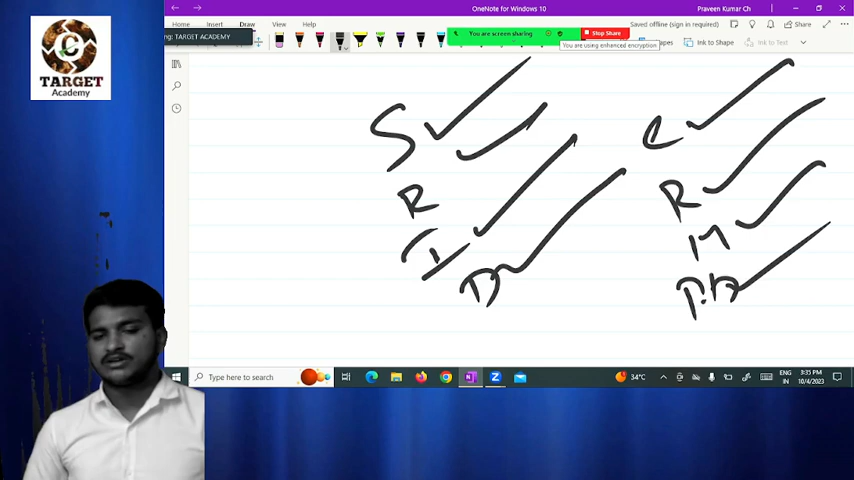 OneNote for Windows 10
Praveen Kumar Ch
Home Insert Draw View Help
Saved offline (sign in required)
Share
ng: TARGET ACADEMY
You are screen sharing
Stop Share
You are using enhanced encryption
Shapes
Ink to Shape
Ink to Text
TARGET
Academy
S
R
I
D
C
R
M
P.D
Type here to search
34°C
ENG
IN
3:35 PM
10/4/2023